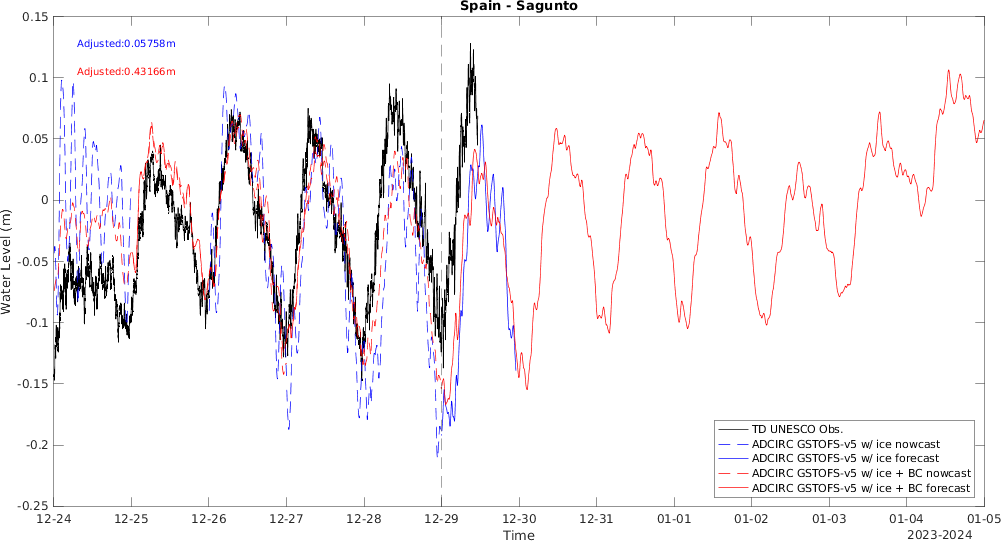 Spain - Sagunto
0.15
0.1
0.05
0
-0.05
-0.1
-0.15
-0.2
-0.25
Water Level (m)
Adjusted:0.05758m
Adjusted:0.43166m
TD UNESCO Obs.
ADCIRC GSTOFS-v5 w/ ice nowcast
ADCIRC GSTOFS-v5 w/ ice forecast
ADCIRC GSTOFS-v5 w/ ice + BC nowcast
ADCIRC GSTOFS-v5 w/ ice + BC forecast
12-24 12-25 12-26 12-27 12-28 12-29 12-30 12-31 01-01 01-02 01-03 01-04 01-05
Time
2023-2024